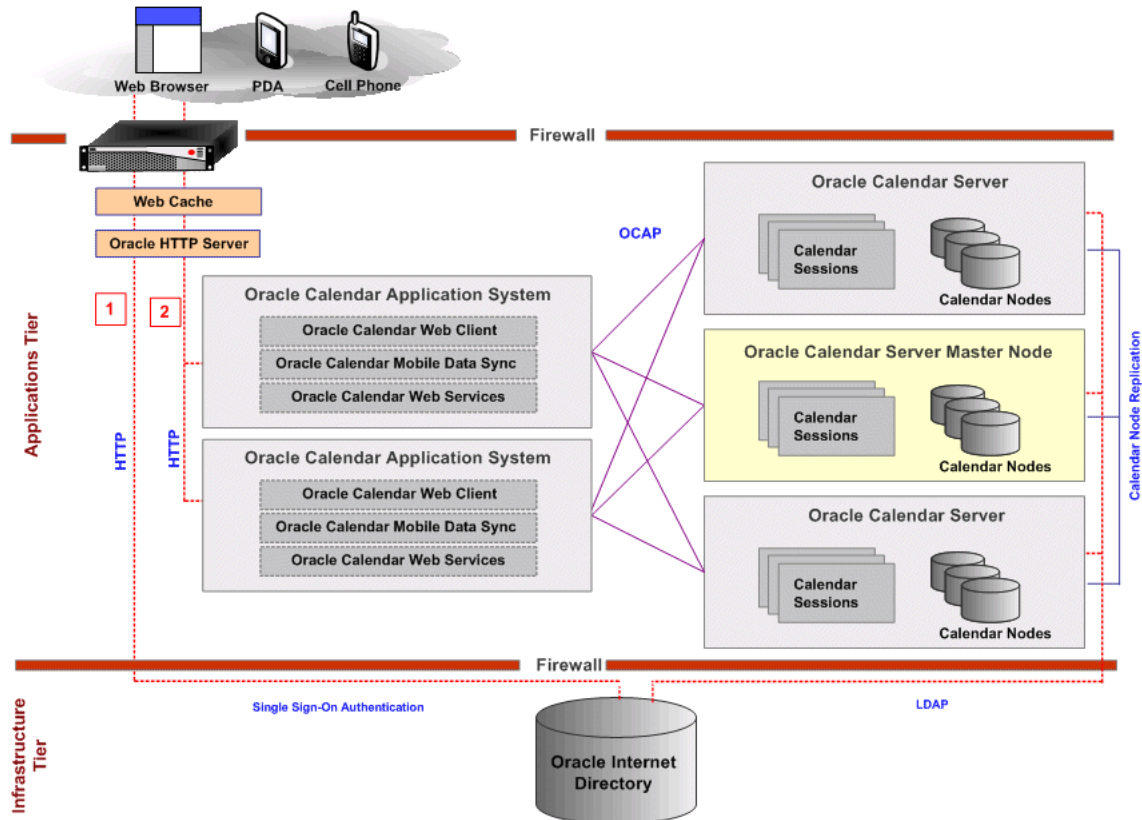 Web Browser
PDA
Cell Phone
Firewall
Web Cache
Oracle HTTP Server
1
2
HTTP
HTTP
Applications Tier
Oracle Calendar Application System
Oracle Calendar Web Client
Oracle Calendar Mobile Data Sync
Oracle Calendar Web Services
Oracle Calendar Application System
Oracle Calendar Web Client
Oracle Calendar Mobile Data Sync
Oracle Calendar Web Services
OCAP
Oracle Calendar Server
Calendar
Sessions
Calendar Nodes
Oracle Calendar Server Master Node
Calendar
Sessions
Calendar Nodes
Oracle Calendar Server
Calendar
Sessions
Calendar Nodes
Calendar Node Replication
Firewall
Single Sign-On Authentication
LDAP
Oracle Internet
Directory
Infrastructure
Tier